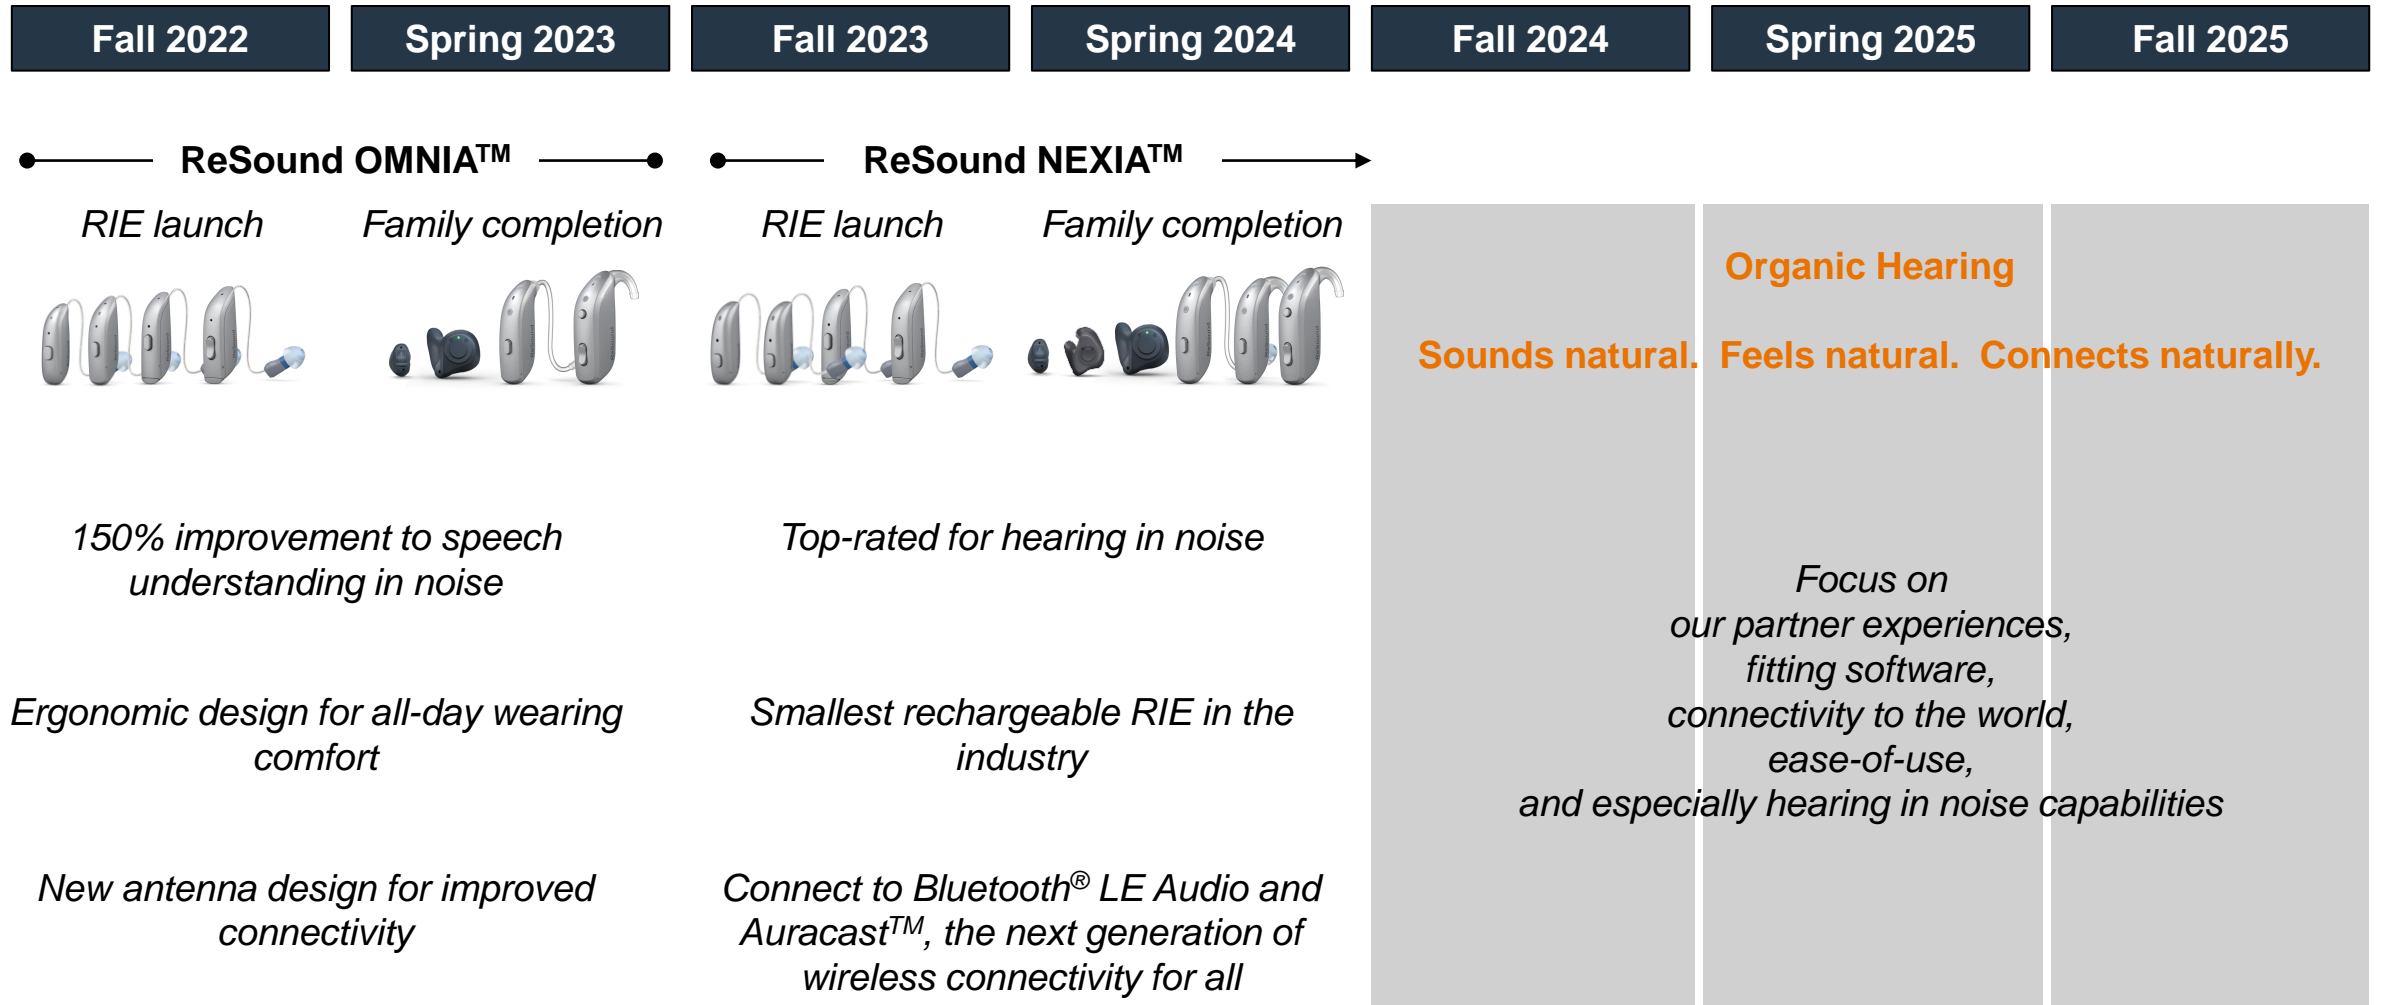 Fall 2022
Spring 2023
Fall 2023
Spring 2024
Fall 2024
Spring 2025
Fall 2025
ReSound OMNIA™
ReSound NEXIA™
RIE launch
Family completion
RIE launch
Family completion
Organic Hearing
Sounds natural. Feels natural. Connects naturally.
150% improvement to speech
understanding in noise
Ergonomic design for all-day wearing
comfort
New antenna design for improved
connectivity
Top-rated for hearing in noise
Smallest rechargeable RIE in the
industry
Connect to Bluetooth® LE Audio and
Auracast™, the next generation of
wireless connectivity for all
Focus on
our partner experiences,
fitting software,
connectivity to the world,
ease-of-use,
and especially hearing in noise capabilities